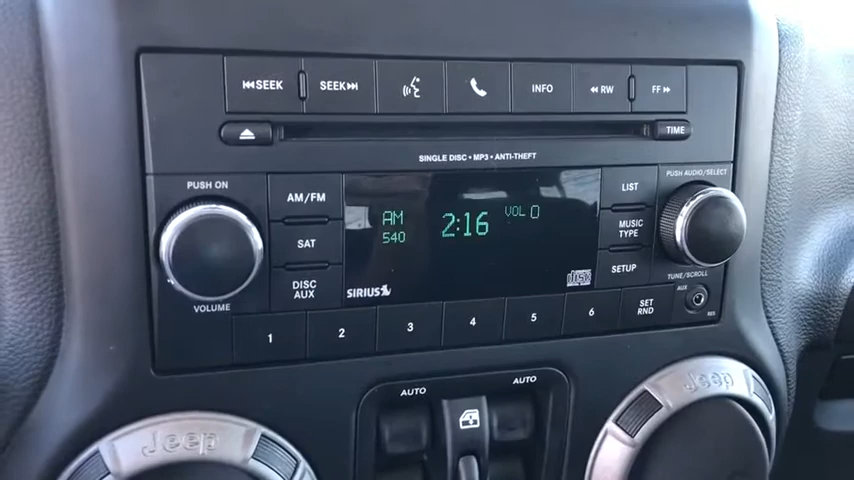 SEEK SEEK INFO RW FF
TIME
SINGLE DISC • MP3 • ANTI-THEFT
PUSH ON
PUSH AUDIO/SELECT
AM/FM
SAT
DISC AUX
VOLUME
AM
540
2:16
VOL 0
SIRIUS
LIST
MUSIC TYPE
SETUP
TUNE/SCROLL
AUX
1 2 3 4 5 6 SET RND
AUTO AUTO
Jeep
Jeep